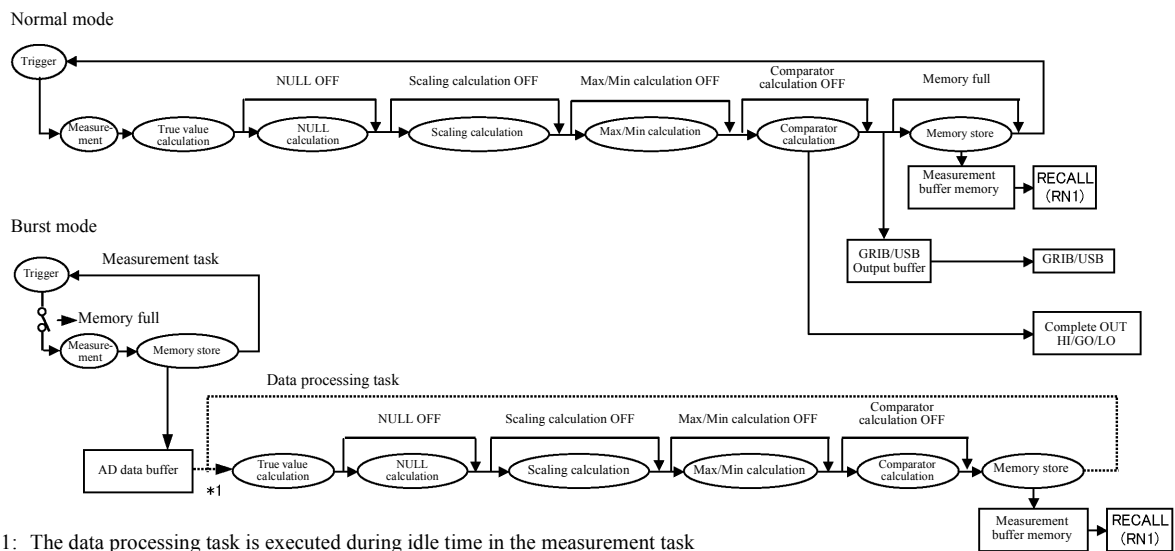 Normal mode
Trigger
NULL OFF
Scaling calculation OFF
Max/Min calculation OFF
Comparator
calculation OFF
Memory full
Measure-
ment
True value
calculation
NULL
calculation
Scaling calculation
Max/Min calculation
Comparator
calculation
Memory store
Measurement
buffer memory
RECALL
(RN1)
Burst mode
Trigger
Measurement task
GRIB/USB
Output buffer
GRIB/USB
Memory full
Measure-
ment
Memory store
Complete OUT
HI/GO/LO
Data processing task
NULL OFF
Scaling calculation OFF
Max/Min calculation OFF
Comparator
calculation OFF
AD data buffer
*1
True value
calculation
NULL
calculation
Scaling calculation
Max/Min calculation
Comparator
calculation
Memory store
Measurement
buffer memory
RECALL
(RN1)
1: The data processing task is executed during idle time in the measurement task